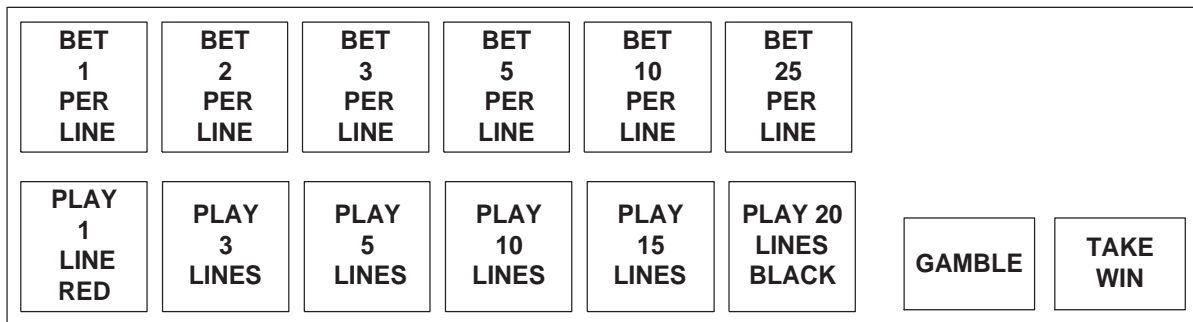 BET
1
PER
LINE
BET
2
PER
LINE
BET
3
PER
LINE
BET
5
PER
LINE
BET
10
PER
LINE
BET
25
PER
LINE
PLAY
1
LINE
RED
PLAY
3
LINES
PLAY
5
LINES
PLAY
10
LINES
PLAY
15
LINES
PLAY 20
LINES
BLACK
GAMBLE
TAKE
WIN